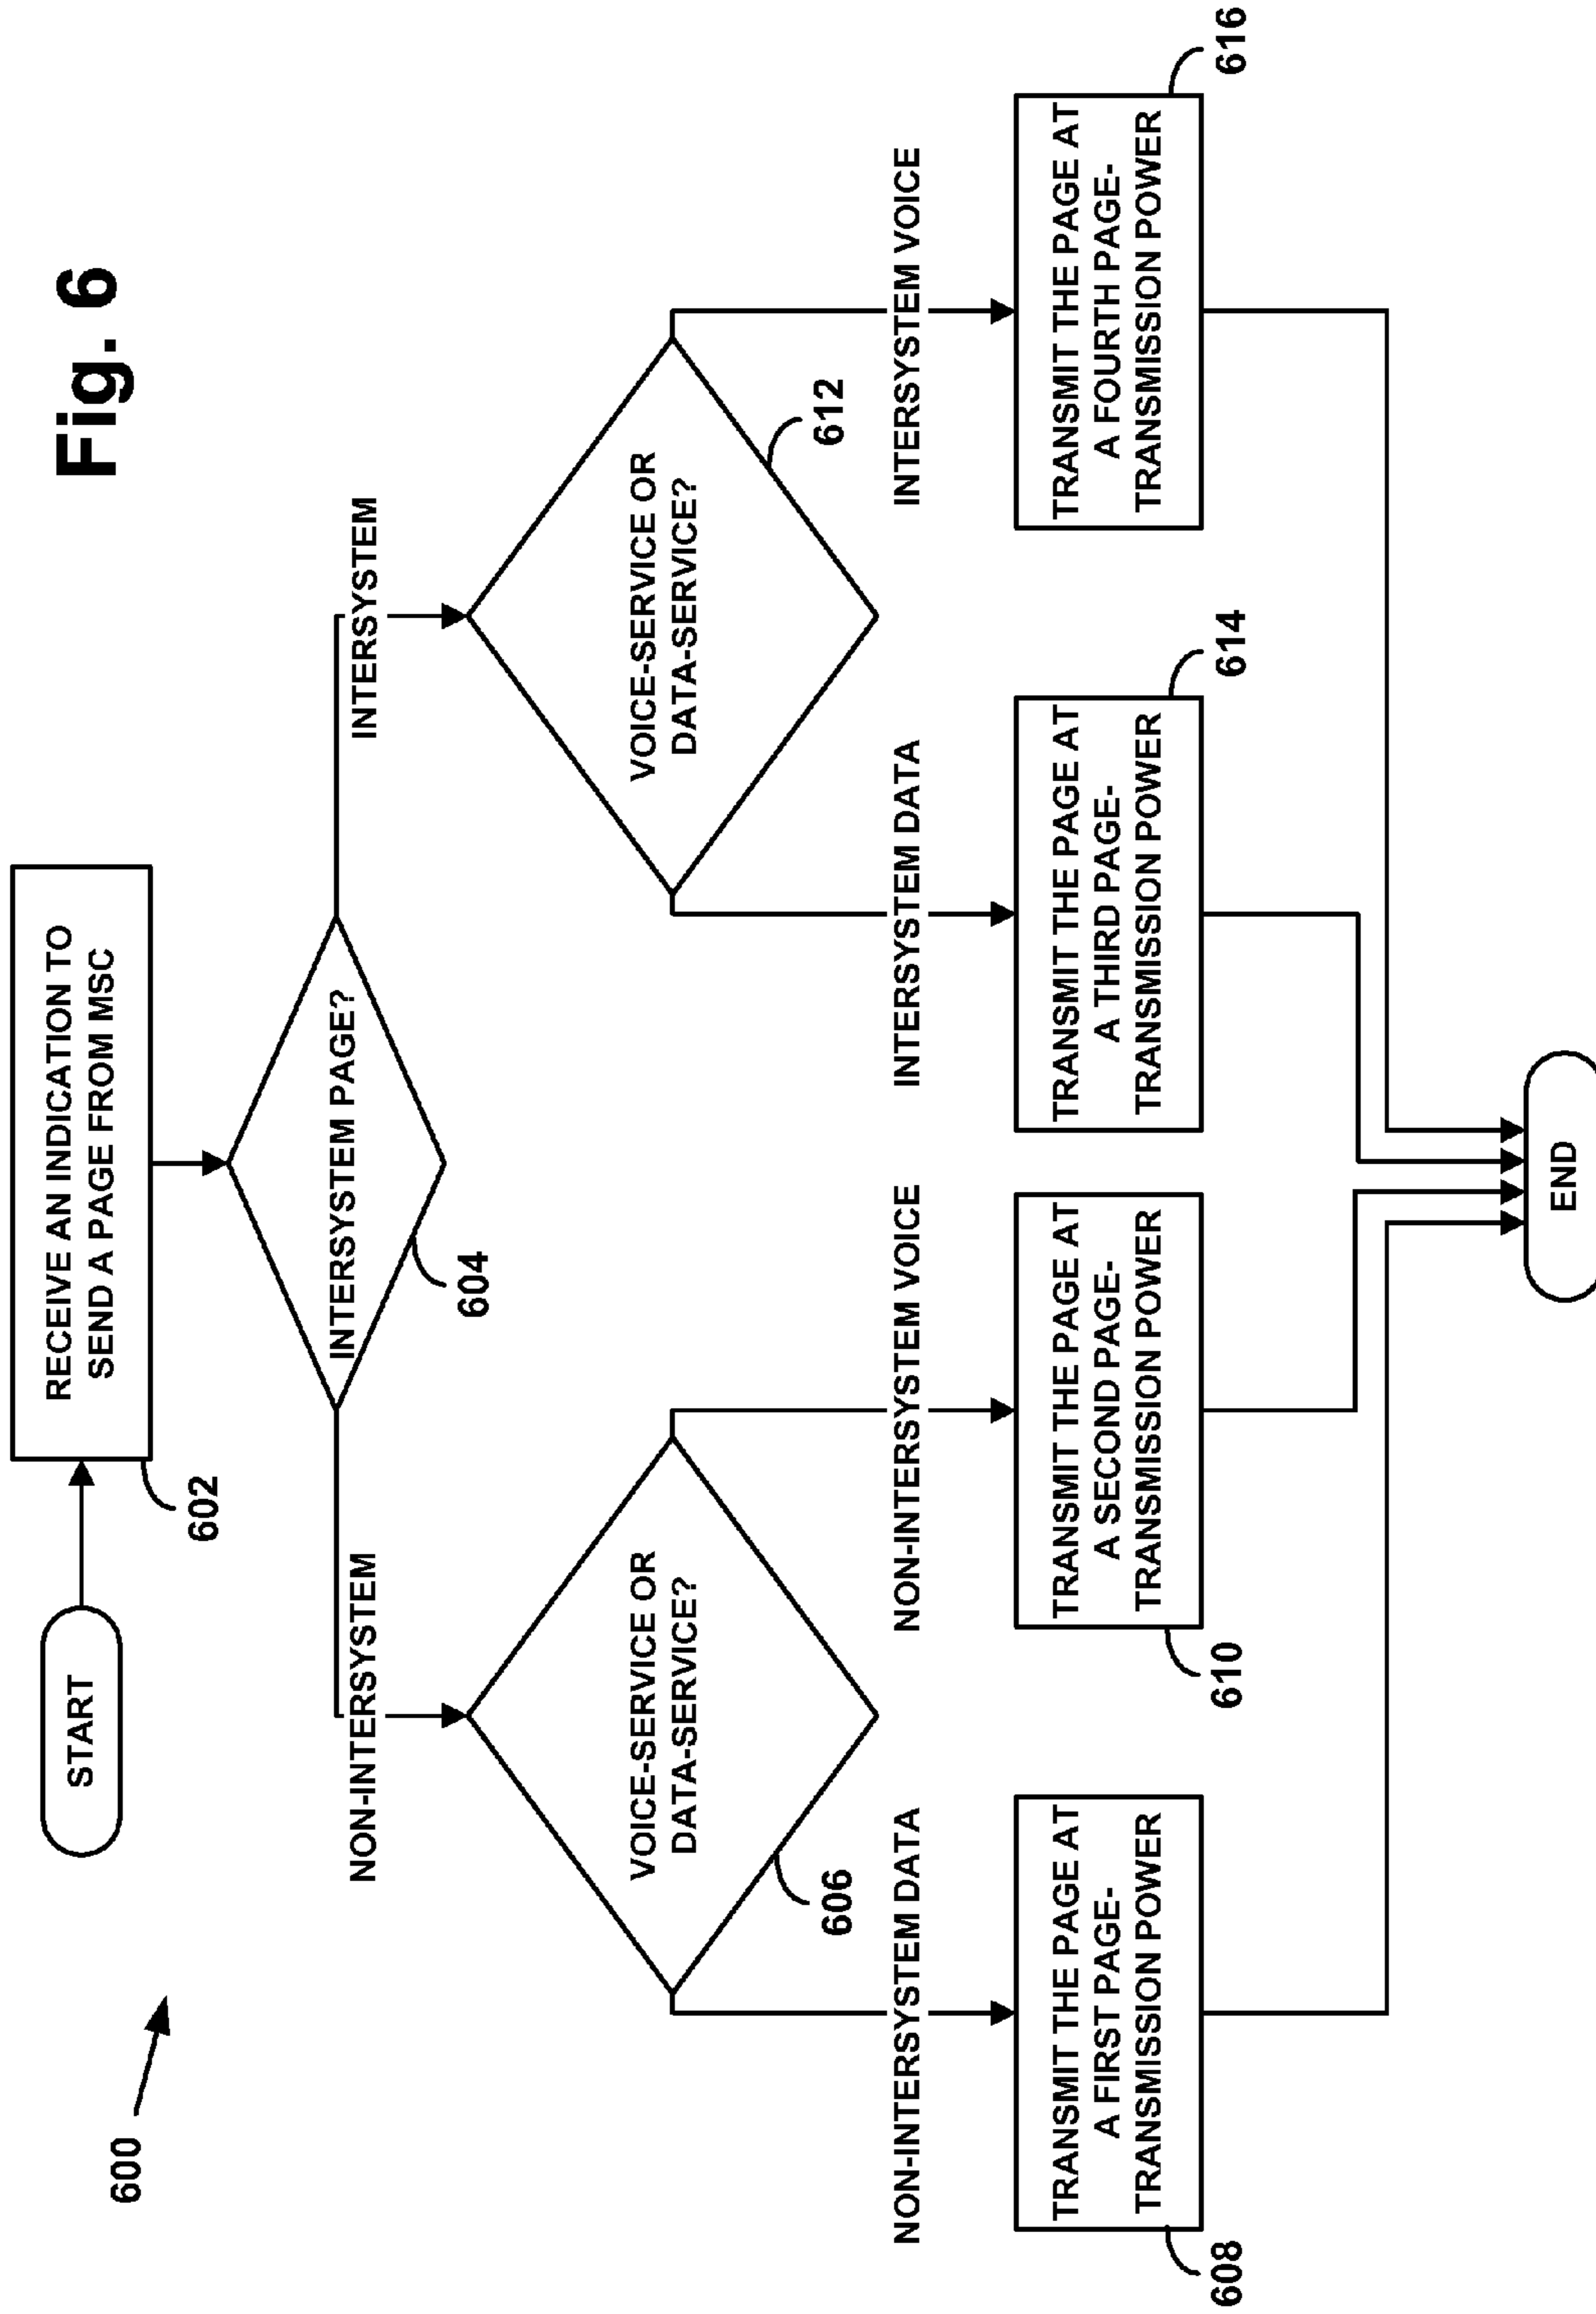 Fig. 6
600
START
RECEIVE AN INDICATION TO
SEND A PAGE FROM MSC
602
INTERSYSTEM PAGE?
604
NON-INTERSYSTEM
INTERSYSTEM
VOICE-SERVICE OR
DATA-SERVICE?
606
VOICE-SERVICE OR
DATA-SERVICE?
612
NON-INTERSYSTEM DATA
NON-INTERSYSTEM VOICE
INTERSYSTEM DATA
INTERSYSTEM VOICE
TRANSMIT THE PAGE AT
A FIRST PAGE-
TRANSMISSION POWER
608
TRANSMIT THE PAGE AT
A SECOND PAGE-
TRANSMISSION POWER
610
TRANSMIT THE PAGE AT
A THIRD PAGE-
TRANSMISSION POWER
614
TRANSMIT THE PAGE AT
A FOURTH PAGE-
TRANSMISSION POWER
616
END